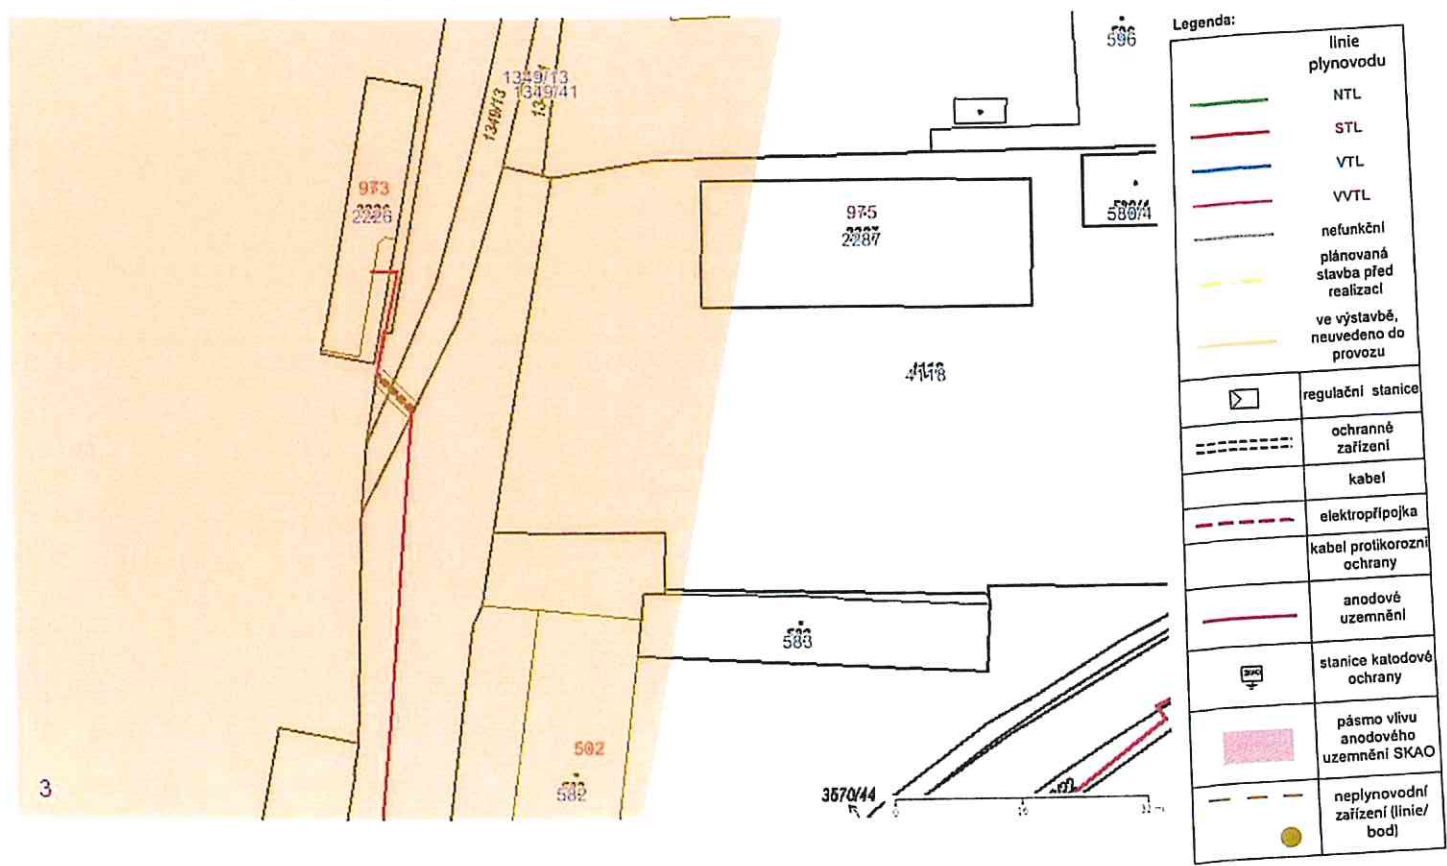 1349/13
1349/41
1349/13
973
2226
975
2287
596
580/4
4118
583
502
582
3
3570/44
0
16
Legenda:
linie
plynovodu
NTL
STL
VTL
VVTL
nefunkční
plánovaná
stavba před
realizací
ve výstavbě,
neuvedeno do
provozu
regulační stanice
ochranné
zařízení
kabel
elektropřípojka
kabel protikorozní
ochrany
anodové
uzemnění
stanice katodové
ochrany
pásmo vlivu
anodového
uzemnění SKAO
neplynovodní
zařízení (linie/
bod)